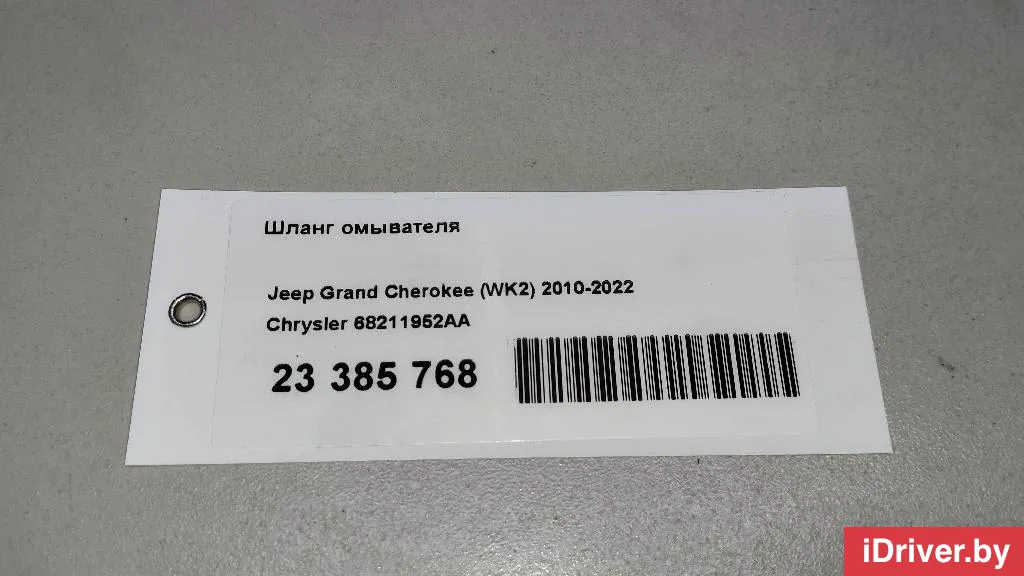 Шланг омывателя
Jeep Grand Cherokee (WK2) 2010-2022
Chrysler 68211952AA
23 385 768
iDriver.by